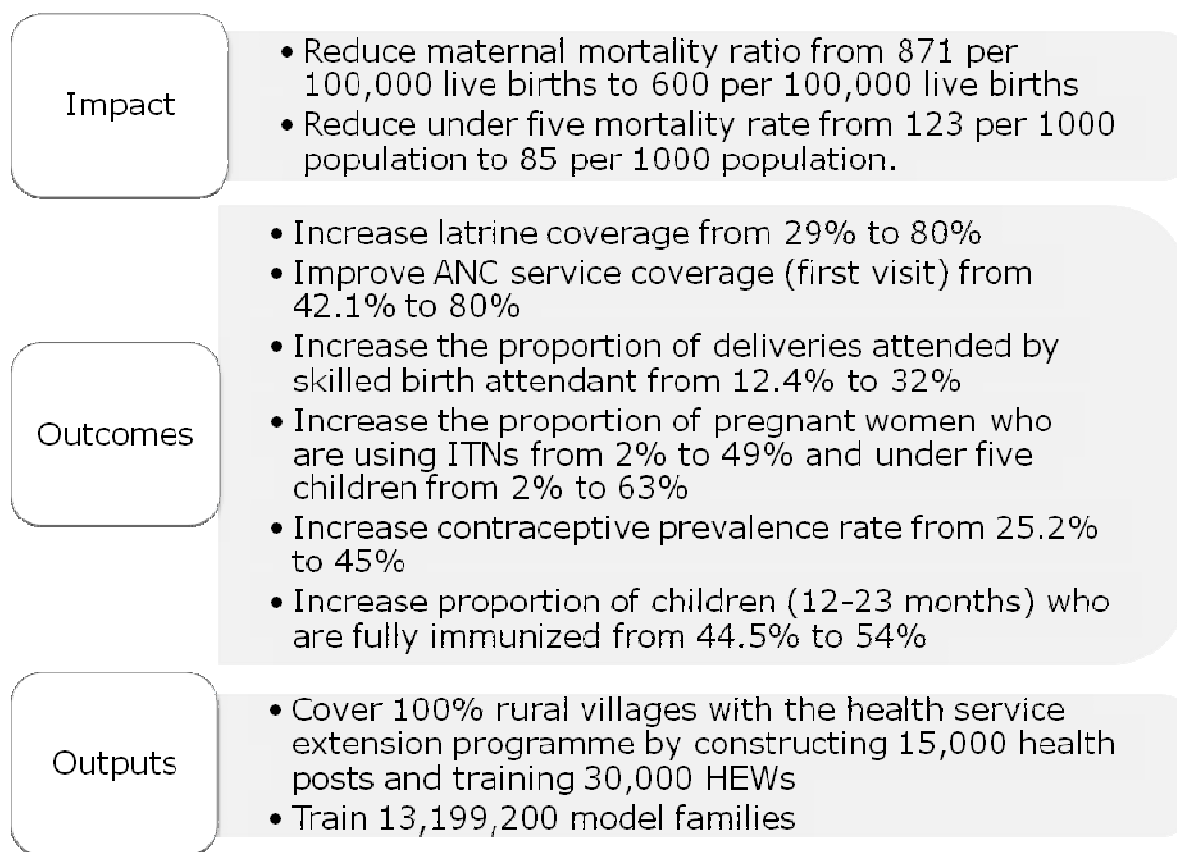 Impact
• Reduce maternal mortality ratio from 871 per
100,000 live births to 600 per 100,000 live births
• Reduce under five mortality rate from 123 per 1000
population to 85 per 1000 population.
Outcomes
• Increase latrine coverage from 29% to 80%
• Improve ANC service coverage (first visit) from
42.1% to 80%
• Increase the proportion of deliveries attended by
skilled birth attendant from 12.4% to 32%
• Increase the proportion of pregnant women who
are using ITNs from 2% to 49% and under five
children from 2% to 63%
• Increase contraceptive prevalence rate from 25.2%
to 45%
• Increase proportion of children (12-23 months) who
are fully immunized from 44.5% to 54%
Outputs
• Cover 100% rural villages with the health service
extension programme by constructing 15,000 health
posts and training 30,000 HEWs
• Train 13,199,200 model families